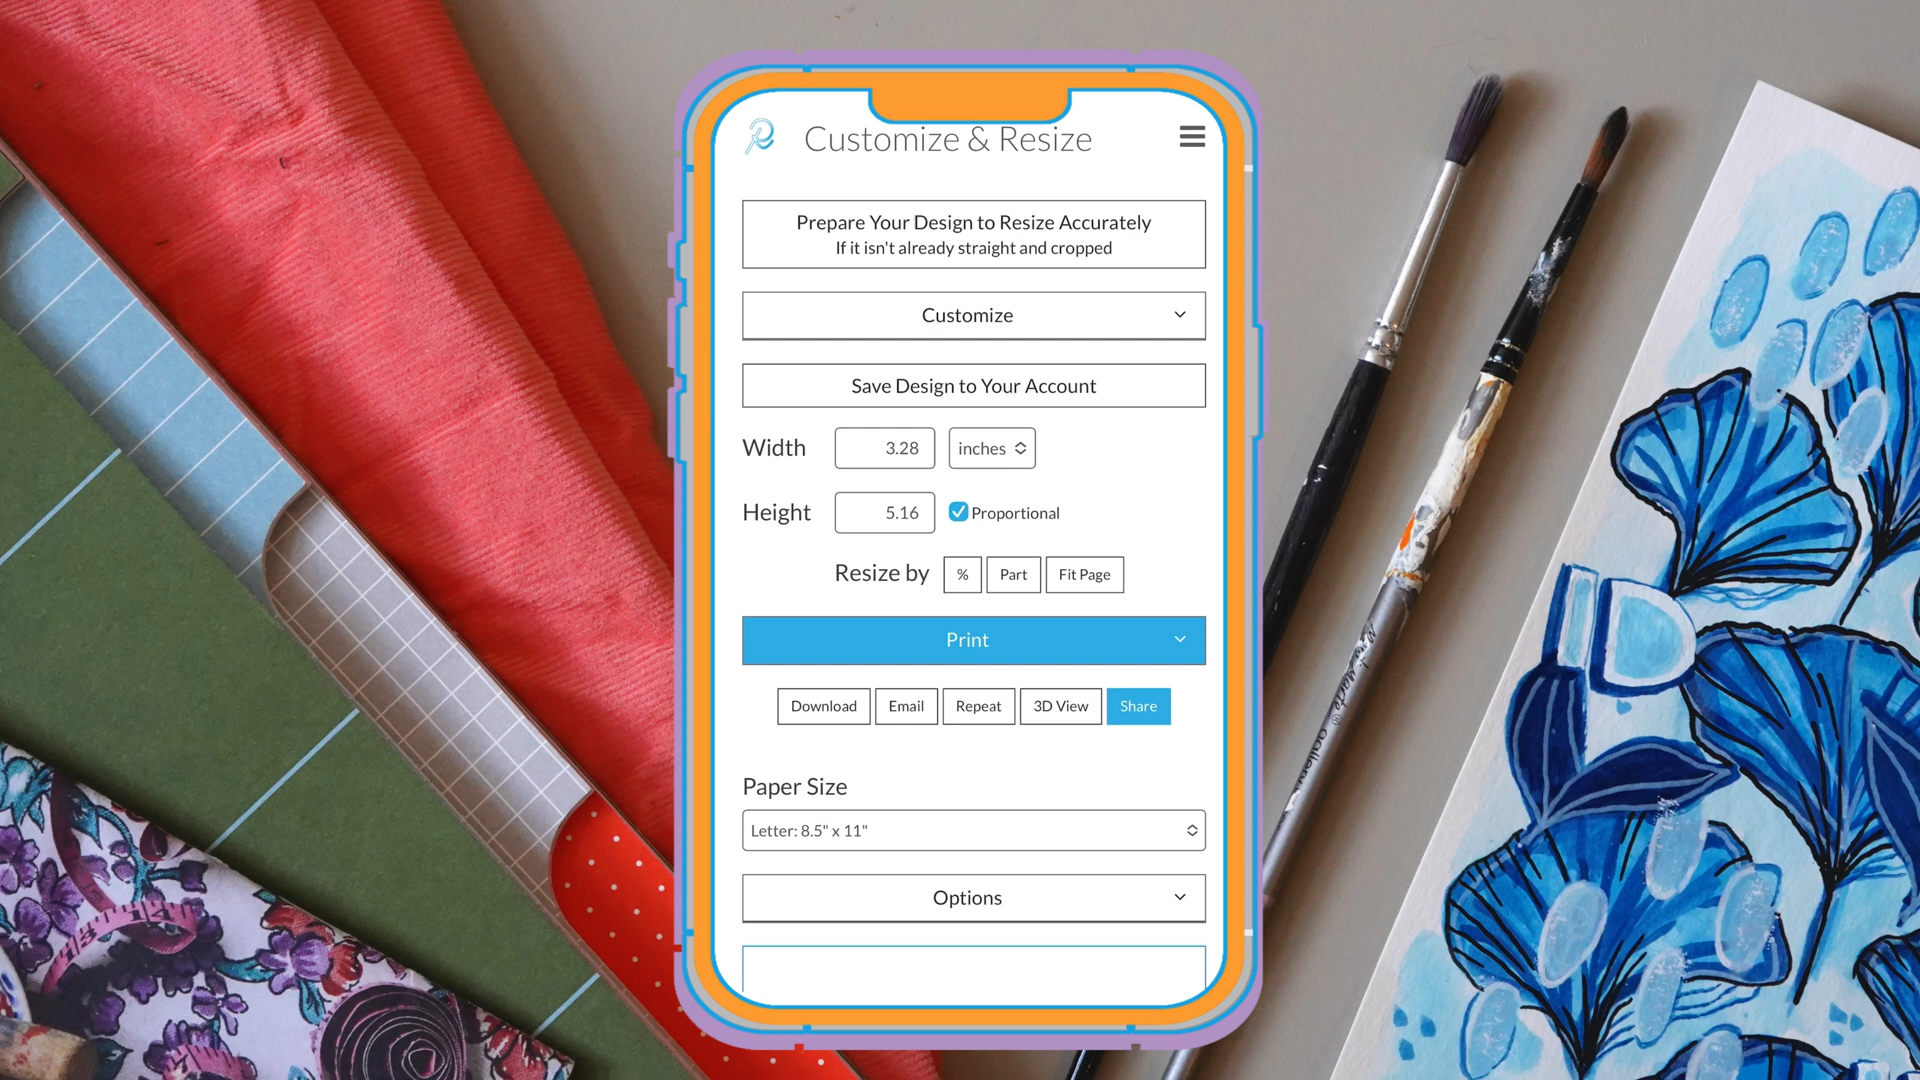 Customize & Resize
Prepare Your Design to Resize Accurately
If it isn't already straight and cropped
Customize
Save Design to Your Account
Width 3.28 inches
Height 5.16 Proportional
Resize by % Part Fit Page
Print
Download Email Repeat 3D View Share
Paper Size
Letter: 8.5" x 11"
Options